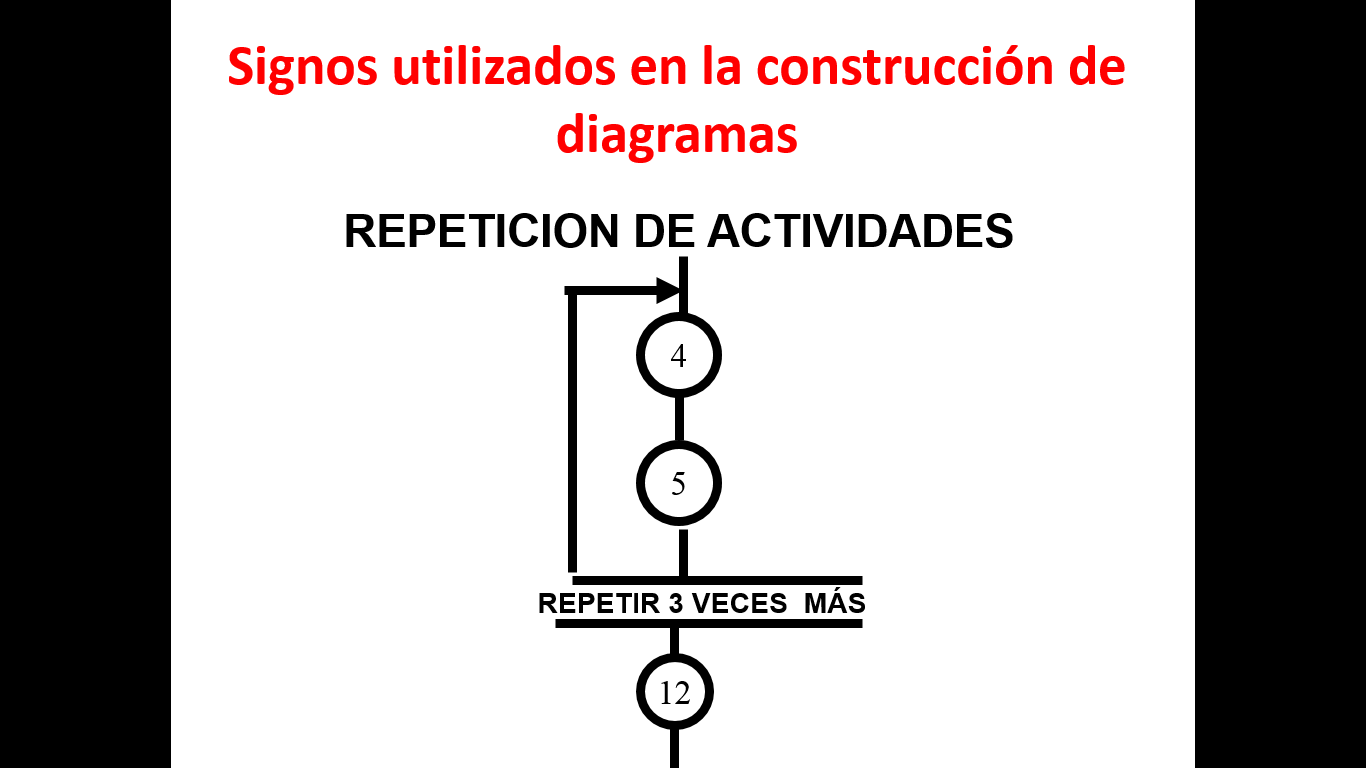 Signos utilizados en la construcción de
diagramas
REPETICION DE ACTIVIDADES
4
5
REPETIR 3 VECES  MÁS
12